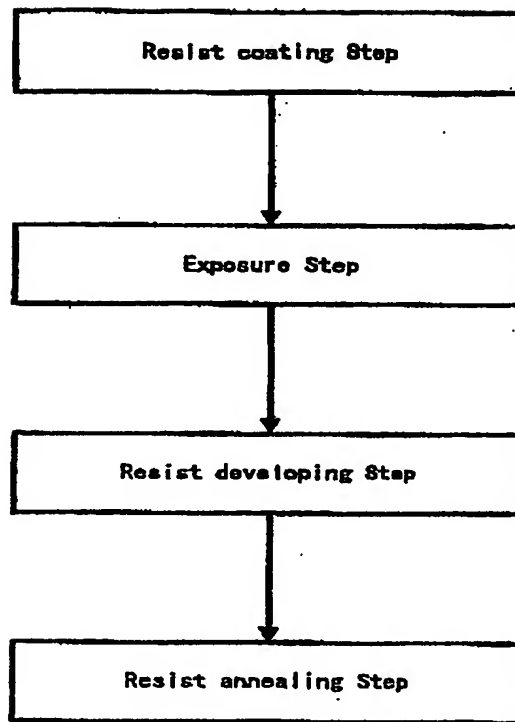 Resist coating Step
Exposure Step
Resist developing Step
Resist annealing Step